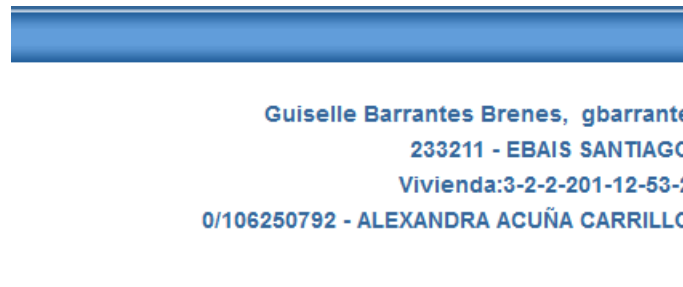 Guiselle Barrantes Brenes, gbarrante
233211 - EBAIS SANTIAGO
Vivienda:3-2-2-201-12-53-2
0/106250792 - ALEXANDRA ACUÑA CARRILLO